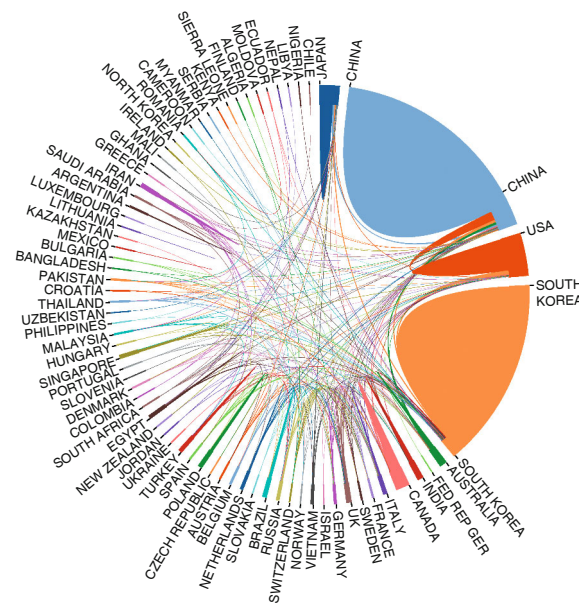 JAPAN
CHINA
CHINA
USA
SOUTH
KOREA
SOUTH KOREA
AUSTRALIA
FED REP GER
INDIA
CANADA
ITALY
FRANCE
SWEDEN
UK
GERMANY
ISRAEL
VIETNAM
NORWAY
SWITZERLAND
RUSSIA
BRAZIL
SLOVAKIA
NETHERLANDS
BELGIUM
AUSTRIA
CZECH REPUBLIC
POLAND
SPAIN
TURKEY
UKRAINE
JORDAN
NEW ZEALAND
EGYPT
SOUTH AFRICA
COLOMBIA
DENMARK
SLOVENIA
PORTUGAL
SINGAPORE
HUNGARY
MALAYSIA
PHILIPPINES
UZBEKISTAN
THAILAND
CROATIA
PAKISTAN
BANGLADESH
BULGARIA
MEXICO
KAZAKHSTAN
LITHUANIA
LUXEMBOURG
ARGENTINA
SAUDI ARABIA
IRAN
GREECE
GHANA
MALI
IRELAND
NORTH KOREA
ROMANIA
CAMEROON
MYANMAR
SERBIA
KENYA
SIERRA LEONE
FINLAND
ALGERIA
MOLDOVA
ECUADOR
NEPAL
LIBYA
NIGERIA
CHILE